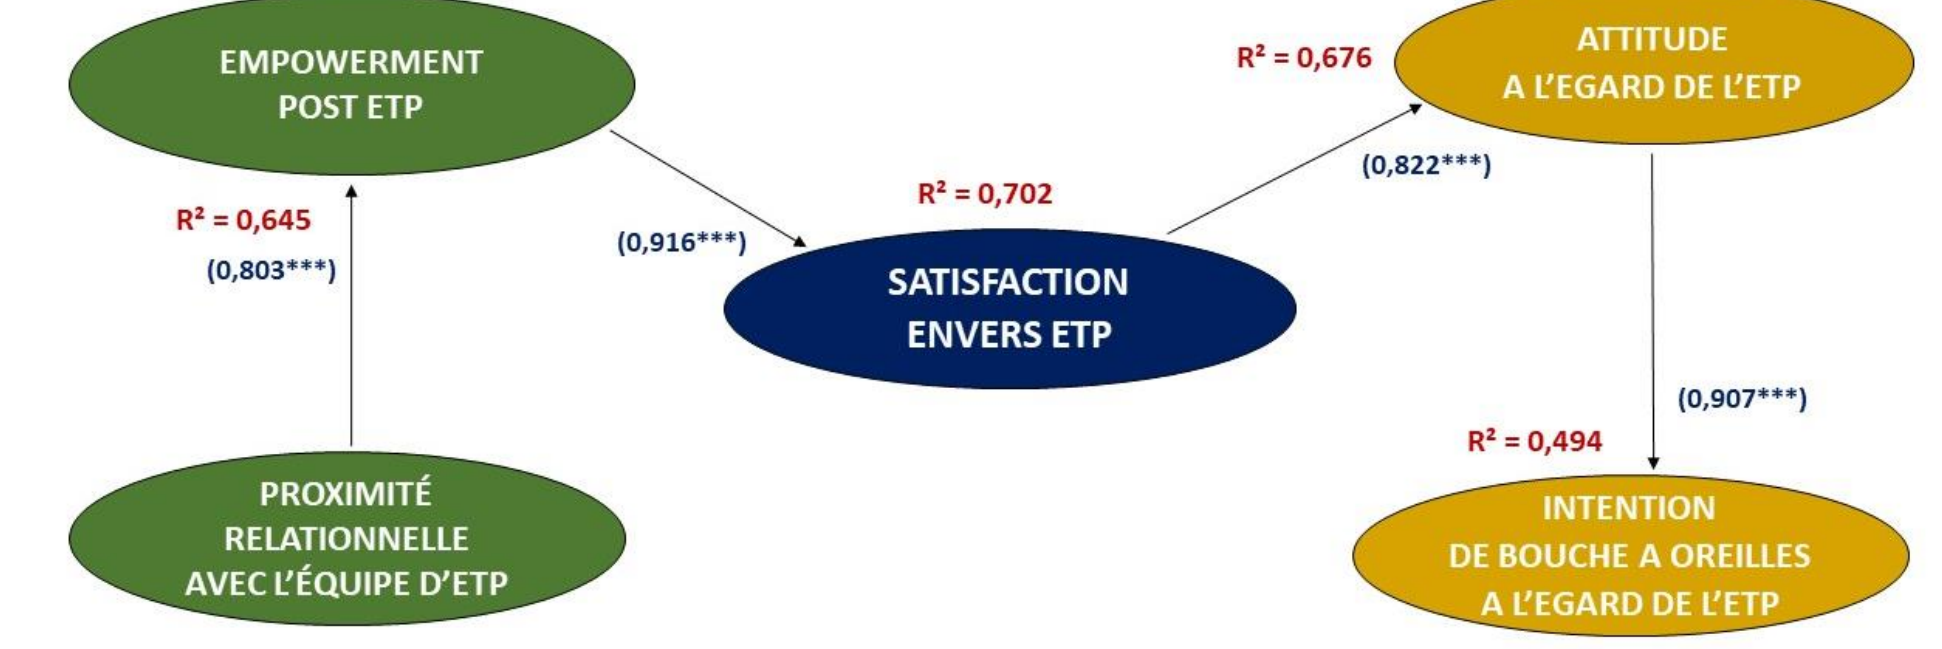 EMPOWERMENT
POST ETP
R² = 0,645
(0,803***)
PROXIMITÉ
RELATIONNELLE
AVEC L’ÉQUIPE D’ETP
(0,916***)
R² = 0,702
SATISFACTION
ENVERS ETP
R² = 0,676
ATTITUDE
A L’EGARD DE L’ETP
(0,822***)
(0,907***)
R² = 0,494
INTENTION
DE BOUCHE A OREILLES
A L’EGARD DE L’ETP